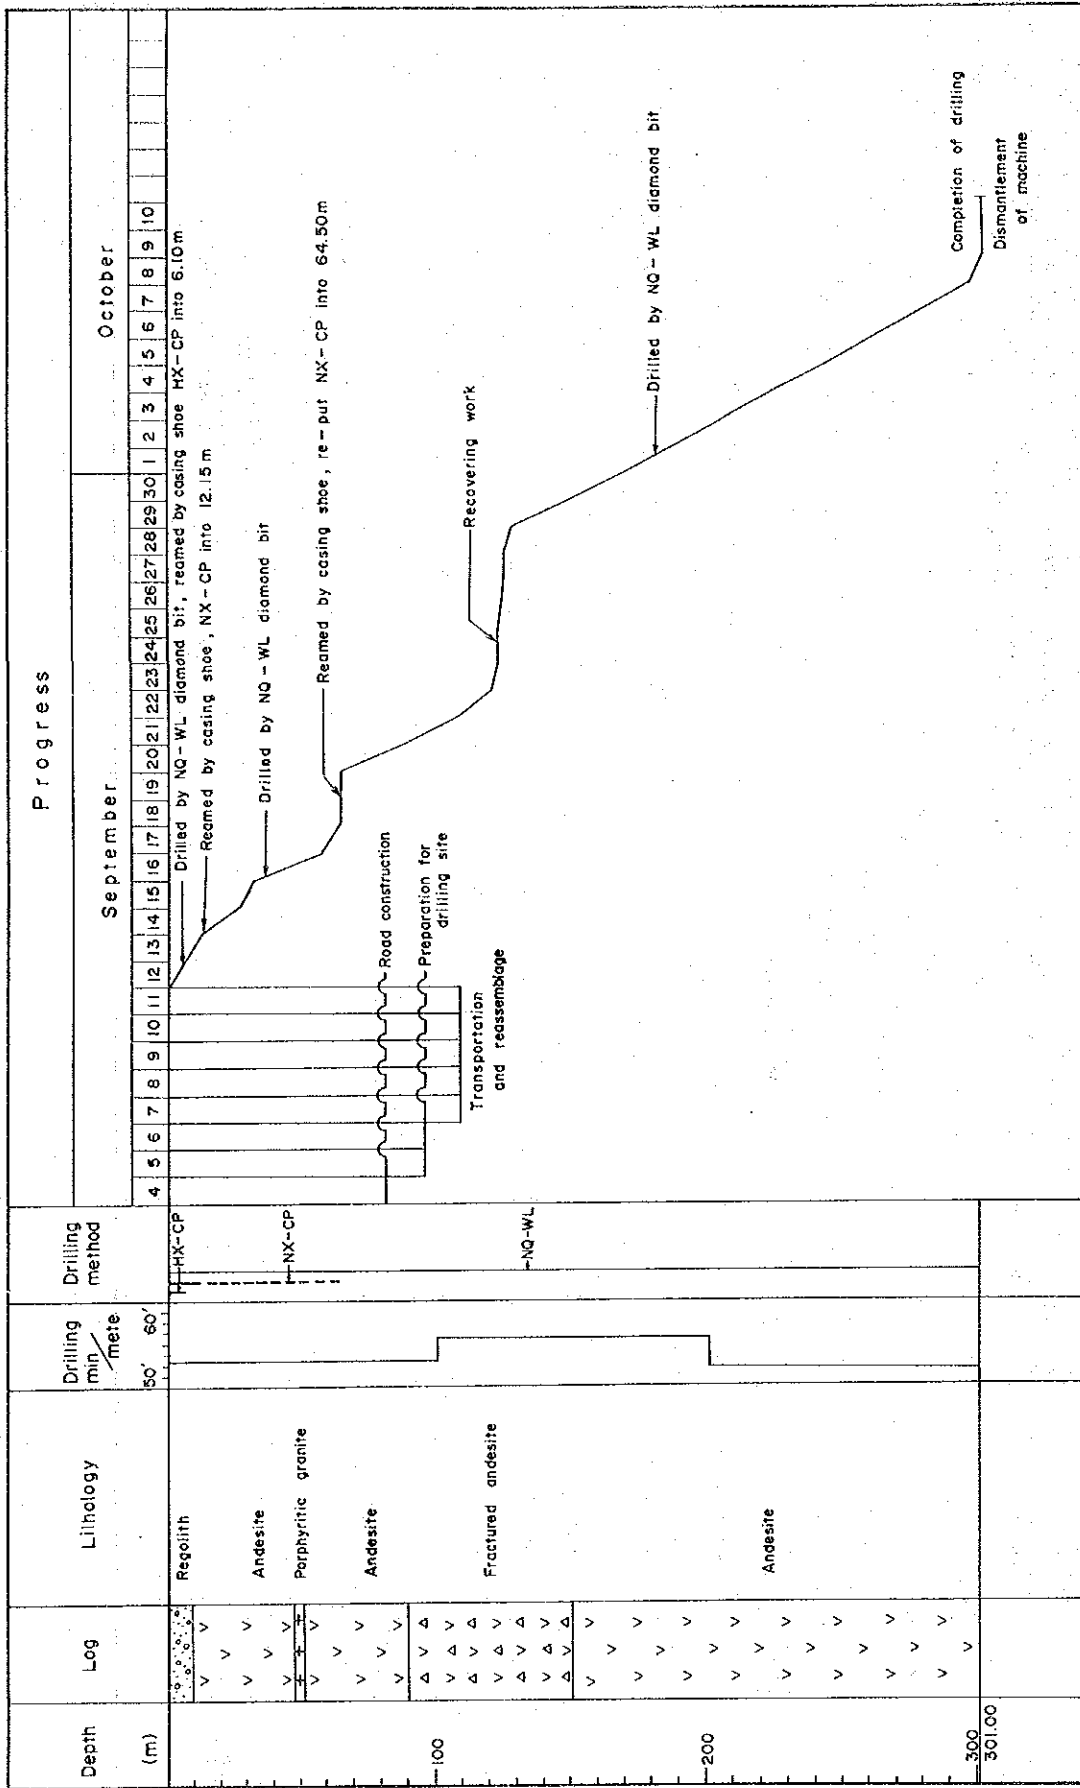 Progress
September
October
Depth
(m)
Log
Lilhology
Drilling
min/mete
50' 60'
Drilling
method
4 5 6 7 8 9 10 11 12 13 14 15 16 17 18 19 20 21 22 23 24 25 26 27 28 29 30 1 2 3 4 5 6 7 8 9 10
Regolith
Andesite
Porphyritic granite
Andesite
Fractured andesite
Andesite
HX-CP
NX-CP
NQ-WL
Drilled by NQ-WL diamond bit, reamed by casing shoe HX-CP into 6.10m
Reamed by casing shoe, NX-CP into 12.15m
Drilled by NQ-WL diamond bit
Reamed by casing shoe, re-put NX-CP into 64.50m
Road construction
Preparation for
drilling site
Transportation
and reassemblage
Recovering work
Drilled by NQ-WL diamond bit
Completion of drilling
Dismantlement
of machine
100
200
300
301.00